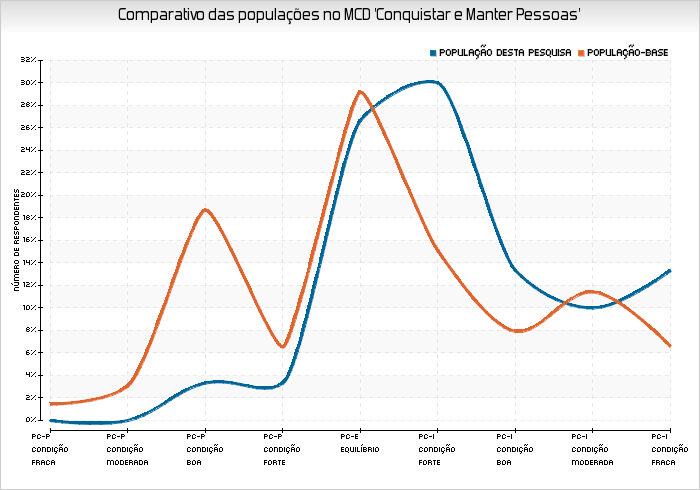 Comparativo das populações no MCD 'Conquistar e Manter Pessoas'
POPULAÇÃO DESTA PESQUISA POPULAÇÃO-BASE
NÚMERO DE RESPONDENTES
32%
30%
28%
26%
24%
22%
20%
18%
16%
14%
12%
10%
8%
6%
4%
2%
0%
PC-P CONDIÇÃO FRACA
PC-P CONDIÇÃO MODERADA
PC-P CONDIÇÃO BOA
PC-P CONDIÇÃO FORTE
PC-E EQUILÍBRIO
PC-I CONDIÇÃO FORTE
PC-I CONDIÇÃO BOA
PC-I CONDIÇÃO MODERADA
PC-I CONDIÇÃO FRACA